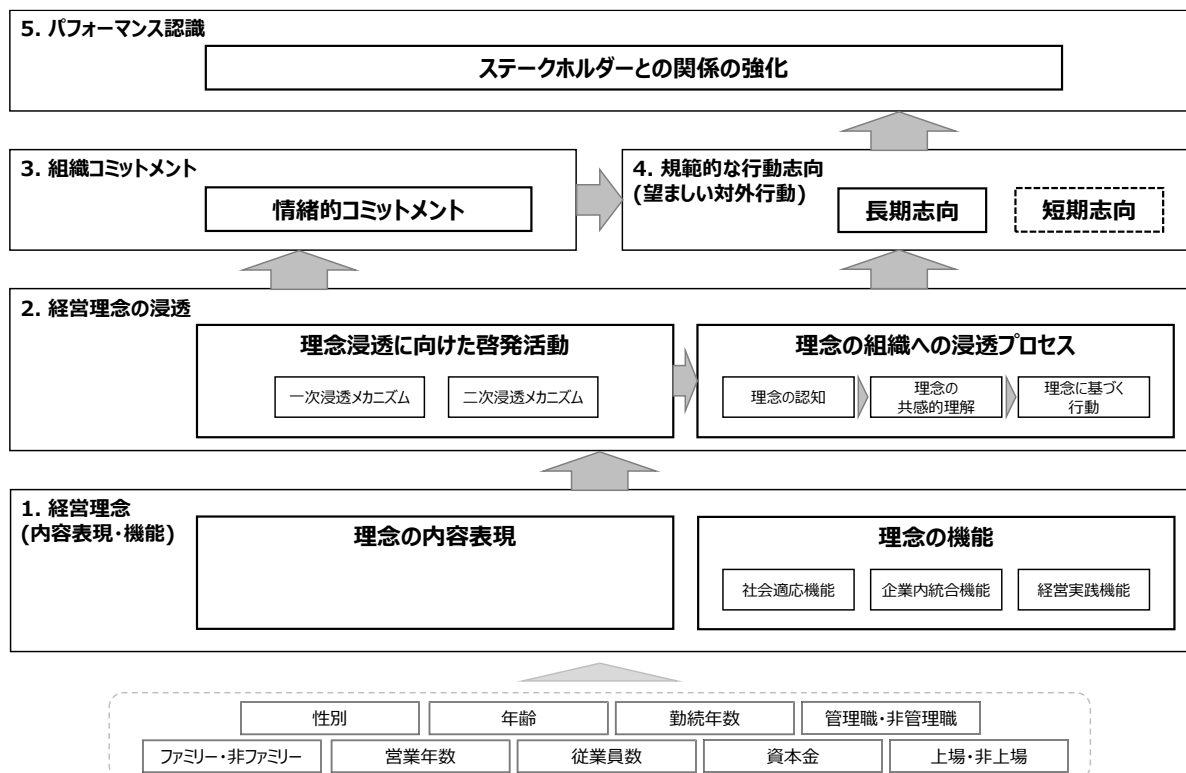 5. パフォーマンス認識
ステークホルダーとの関係の強化
3. 組織コミットメント
情緒的コミットメント
4. 規範的な行動志向
(望ましい対外行動)
長期志向
短期志向
2. 経営理念の浸透
理念浸透に向けた啓発活動
一次浸透メカニズム
二次浸透メカニズム
理念の組織への浸透プロセス
理念の認知
理念の
共感的理解
理念に基づく
行動
1. 経営理念
(内容表現・機能)
理念の内容表現
理念の機能
社会適応機能
企業内統合機能
経営実践機能
性別
年齢
勤続年数
管理職・非管理職
ファミリー・非ファミリー
営業年数
従業員数
資本金
上場・非上場